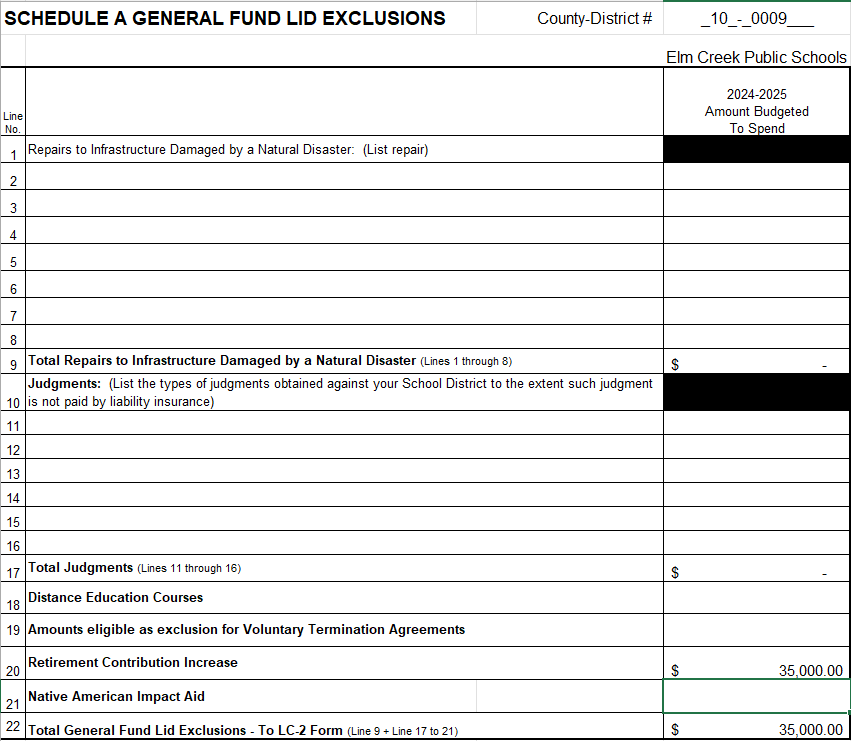 SCHEDULE A GENERAL FUND LID EXCLUSIONS County-District # _10_-_0009___
Elm Creek Public Schools
Line No. 2024-2025 Amount Budgeted To Spend
1 Repairs to Infrastructure Damaged by a Natural Disaster: (List repair)
2
3
4
5
6
7
8
9 Total Repairs to Infrastructure Damaged by a Natural Disaster (Lines 1 through 8) $ -
Judgments: (List the types of judgments obtained against your School District to the extent such judgment
10 is not paid by liability insurance)
11
12
13
14
15
16
17 Total Judgments (Lines 11 through 16) $ -
18 Distance Education Courses
19 Amounts eligible as exclusion for Voluntary Termination Agreements
20 Retirement Contribution Increase $ 35,000.00
21 Native American Impact Aid
22 Total General Fund Lid Exclusions - To LC-2 Form (Line 9 + Line 17 to 21) $ 35,000.00